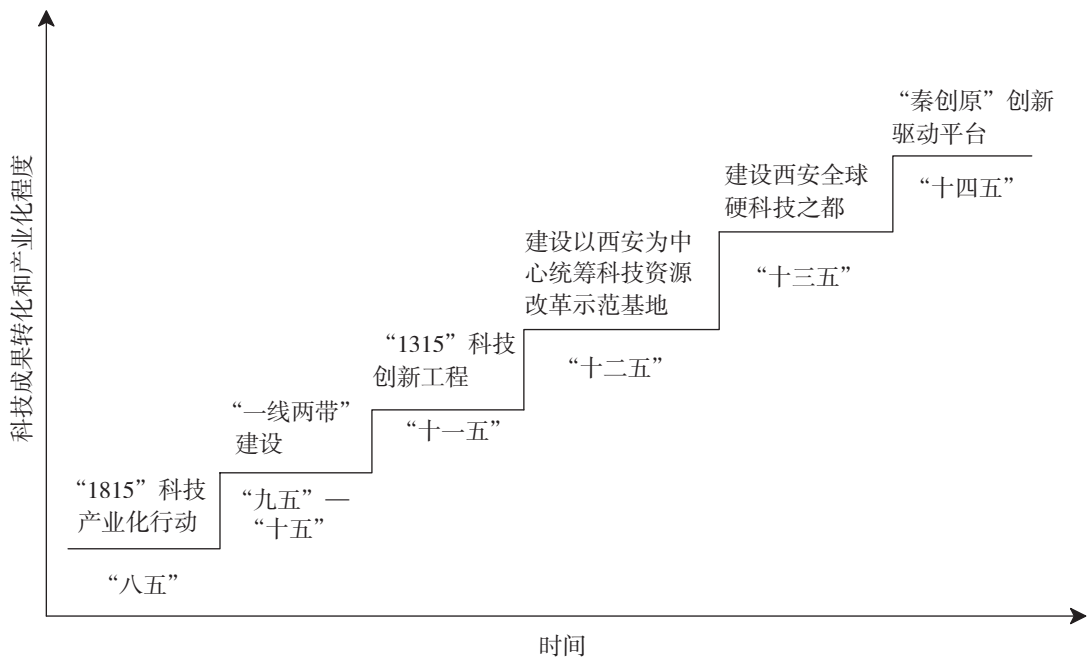 科技成果转化和产业化程度
“秦创原”创新
驱动平台
“十四五”
建设西安全球
硬科技之都
“十三五”
建设以西安为中
心统筹科技资源
改革示范基地
“十二五”
“1315”科技
创新工程
“十一五”
“一线两带”
建设
“九五”—
“十五”
“1815”科技
产业化行动
“八五”
时间